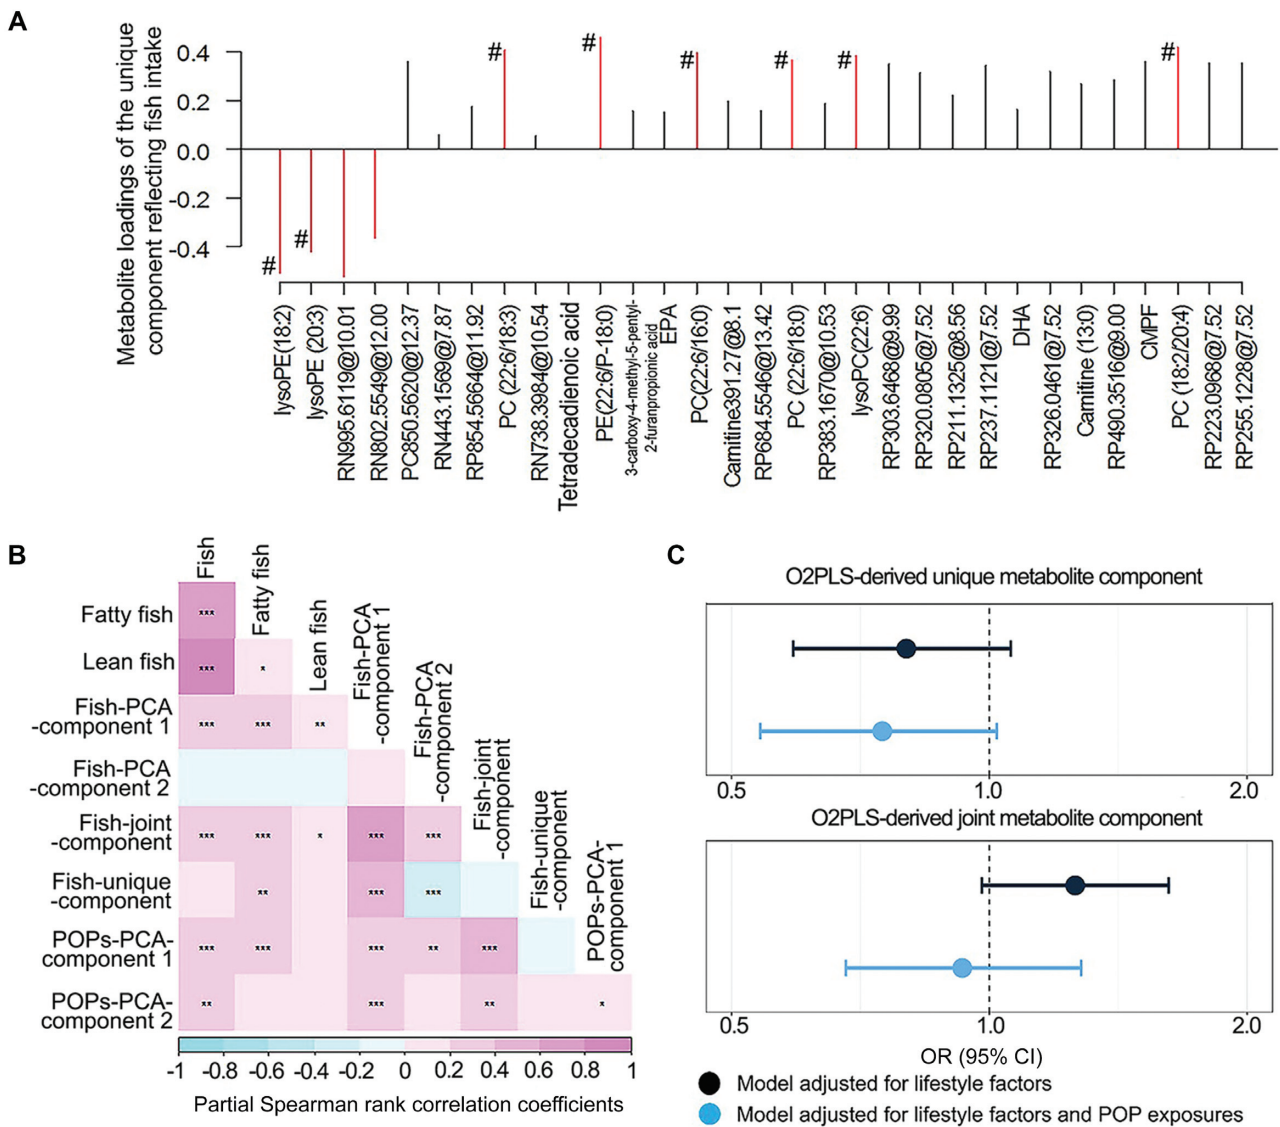 A
Metabolite loadings of the unique
component reflecting fish intake
0.4
0.2
0.0
-0.2
-0.4
#
#
#
#
#
#
#
#
lysoPE(18:2)
lysoPE (20:3)
RN995.6119@10.01
RN802.5549@12.00
PC850.5620@12.37
RN443.1569@7.87
RP854.5664@11.92
PC (22:6/18:3)
RN738.3984@10.54
Tetradecadienoic acid
PE(22:6/P-18:0)
3-carboxy-4-methyl-5-pentyl-
2-furanpropionic acid
EPA
PC(22:6/16:0)
Carnitine391.27@8.1
RP684.5546@13.42
PC (22:6/18:0)
RP383.1670@10.53
lysoPC(22:6)
RP303.6468@9.99
RP320.0805@7.52
RP211.1325@8.56
RP237.1121@7.52
DHA
RP326.0461@7.52
Carnitine (13:0)
RP490.3516@9.00
CMPF
PC (18:2/20:4)
RP223.0968@7.52
RP255.1228@7.52
B
Fish
Fatty fish
Lean fish
Fish-PCA
-component 1
Fish-PCA
-component 2
Fish-joint
-component
Fish-unique
-component
POPs-PCA-
component 1
Fatty fish
***
Lean fish
*** *
Fish-PCA
-component 1
*** *** **
Fish-PCA
-component 2
Fish-joint
-component
*** *** * *** ***
Fish-unique
-component
** *** ***
POPs-PCA-
component 1
*** *** *** ** ***
POPs-PCA-
component 2
** *** ** *
-1 -0.8 -0.6 -0.4 -0.2 0 0.2 0.4 0.6 0.8 1
Partial Spearman rank correlation coefficients
C
O2PLS-derived unique metabolite component
0.5 1.0 2.0
O2PLS-derived joint metabolite component
0.5 1.0 2.0
OR (95% CI)
Model adjusted for lifestyle factors
Model adjusted for lifestyle factors and POP exposures